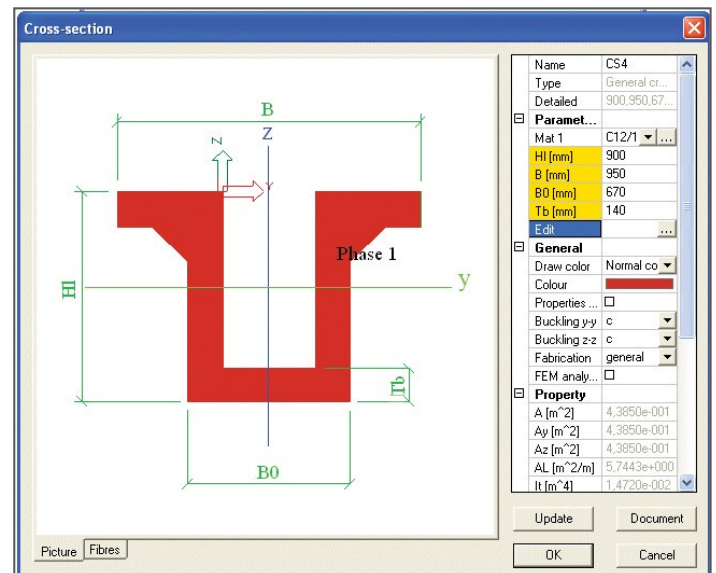 Cross-section
B
Z
Z
Y
Phase 1
Hl
y
Tb
B0
Picture
Fibres
Name CS4
Type General cr...
Detailed 900,950,67...
Paramet...
Mat 1 C12/1 ...
Hl [mm] 900
B [mm] 950
B0 [mm] 670
Tb [mm] 140
Edit ...
General
Draw color Normal co
Colour
Properties ...
Buckling y-y c
Buckling z-z c
Fabrication general
FEM analy...
Property
A [m^2] 4,3850e-001
Ay [m^2] 4,3850e-001
Az [m^2] 4,3850e-001
AL [m^2/m] 5,7443e+000
It [m^4] 1,4720e-002
Update
Document
OK
Cancel